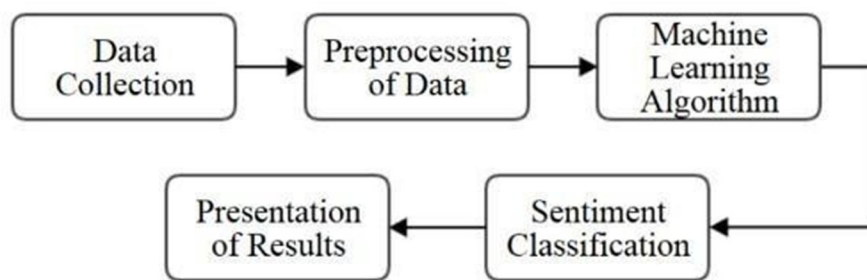 Data
Collection
Preprocessing
of Data
Machine
Learning
Algorithm
Sentiment
Classification
Presentation
of Results